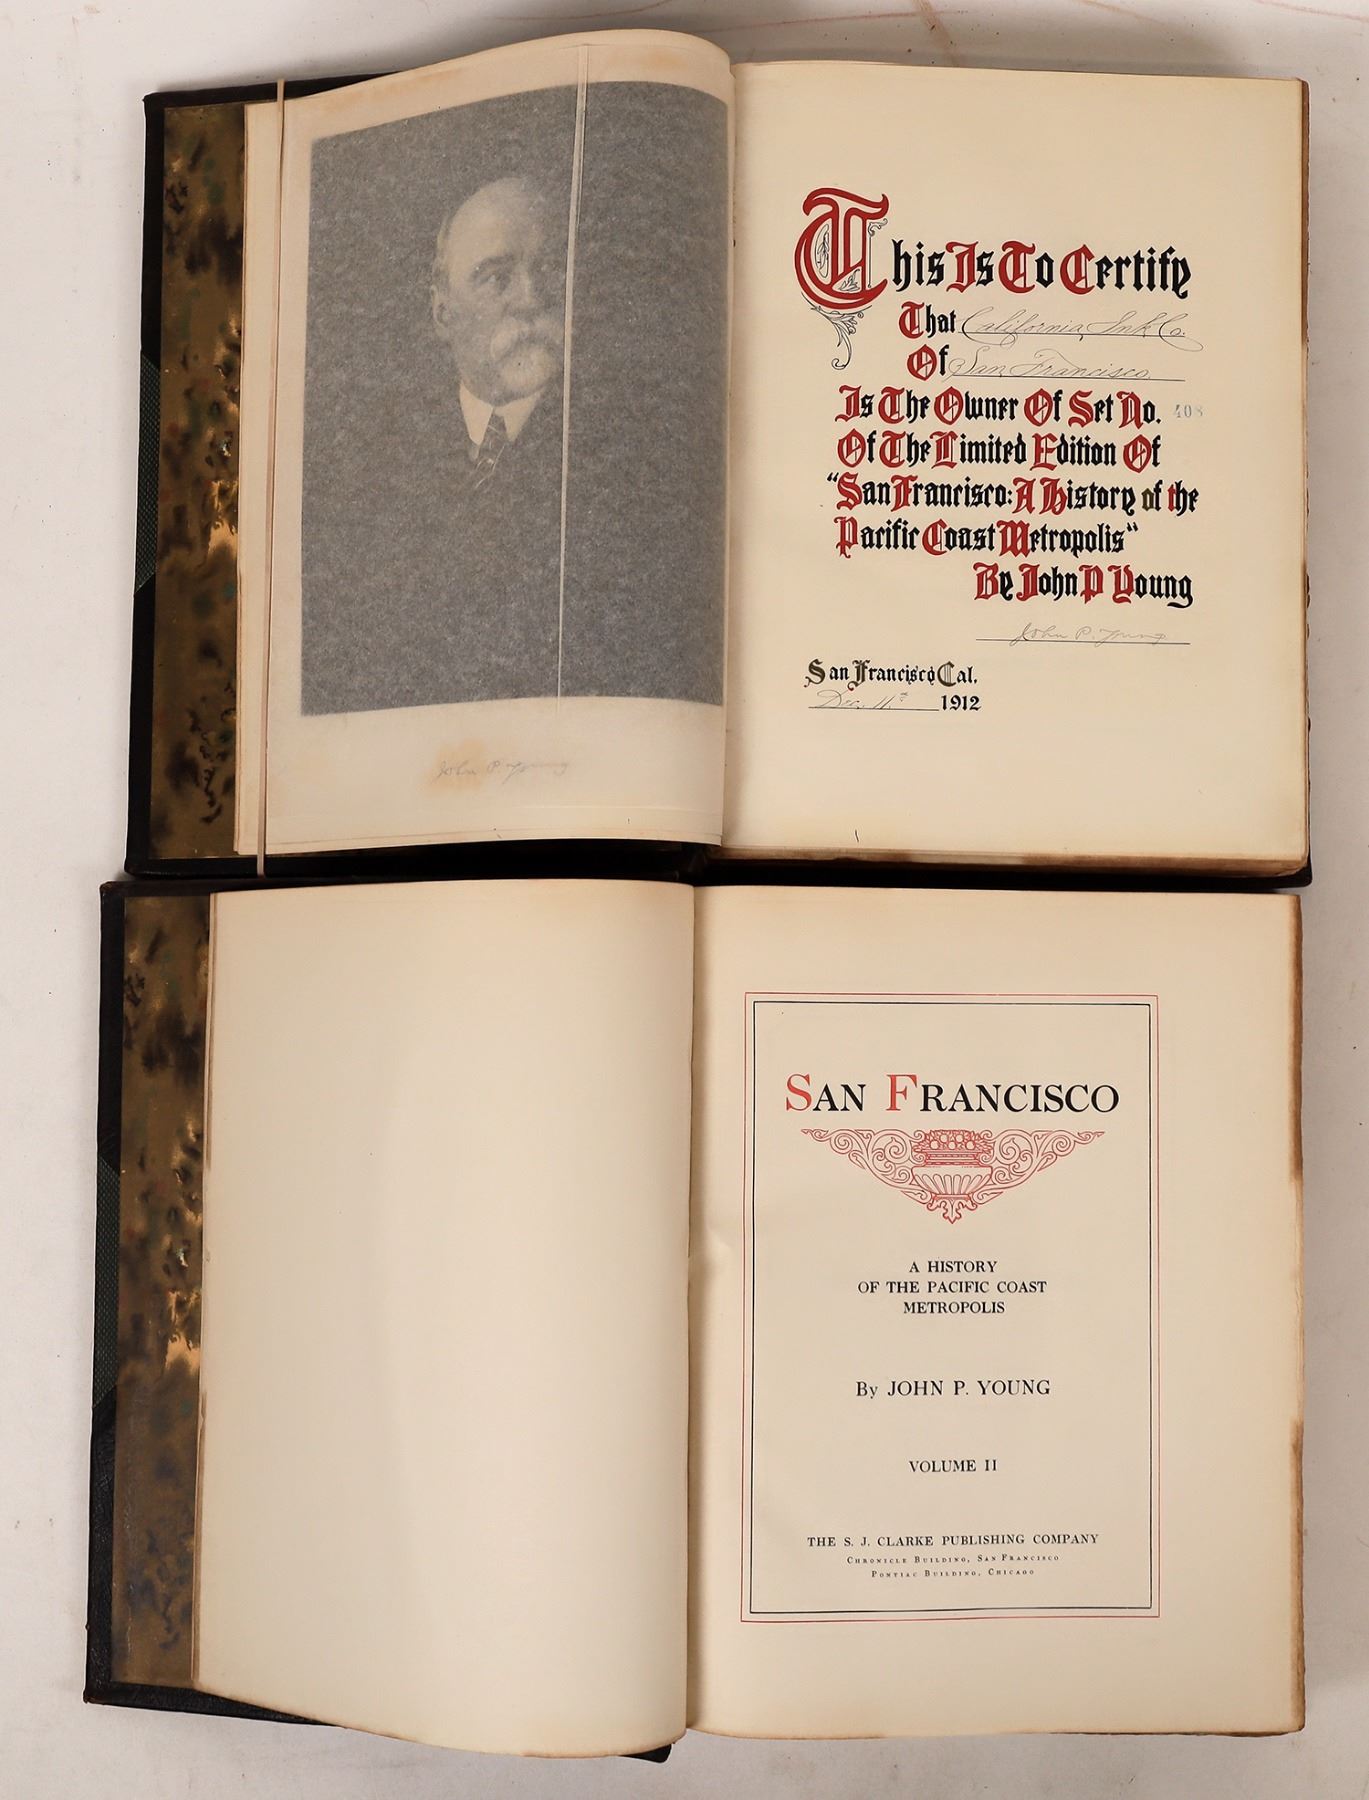 John P. Young
This Is To Certify
That California Ink Co.
Of San Francisco
Is The Owner Of Set No. 408
Of The Limited Edition Of
"San Francisco: A History of the
Pacific Coast Metropolis"
By John P Young
John P. Young
San Francisco Cal.
Dec. 11th 1912
SAN FRANCISCO
A HISTORY
OF THE PACIFIC COAST
METROPOLIS
By JOHN P. YOUNG
VOLUME II
THE S. J. CLARKE PUBLISHING COMPANY
CHRONICLE BUILDING, SAN FRANCISCO
PONTIAC BUILDING, CHICAGO